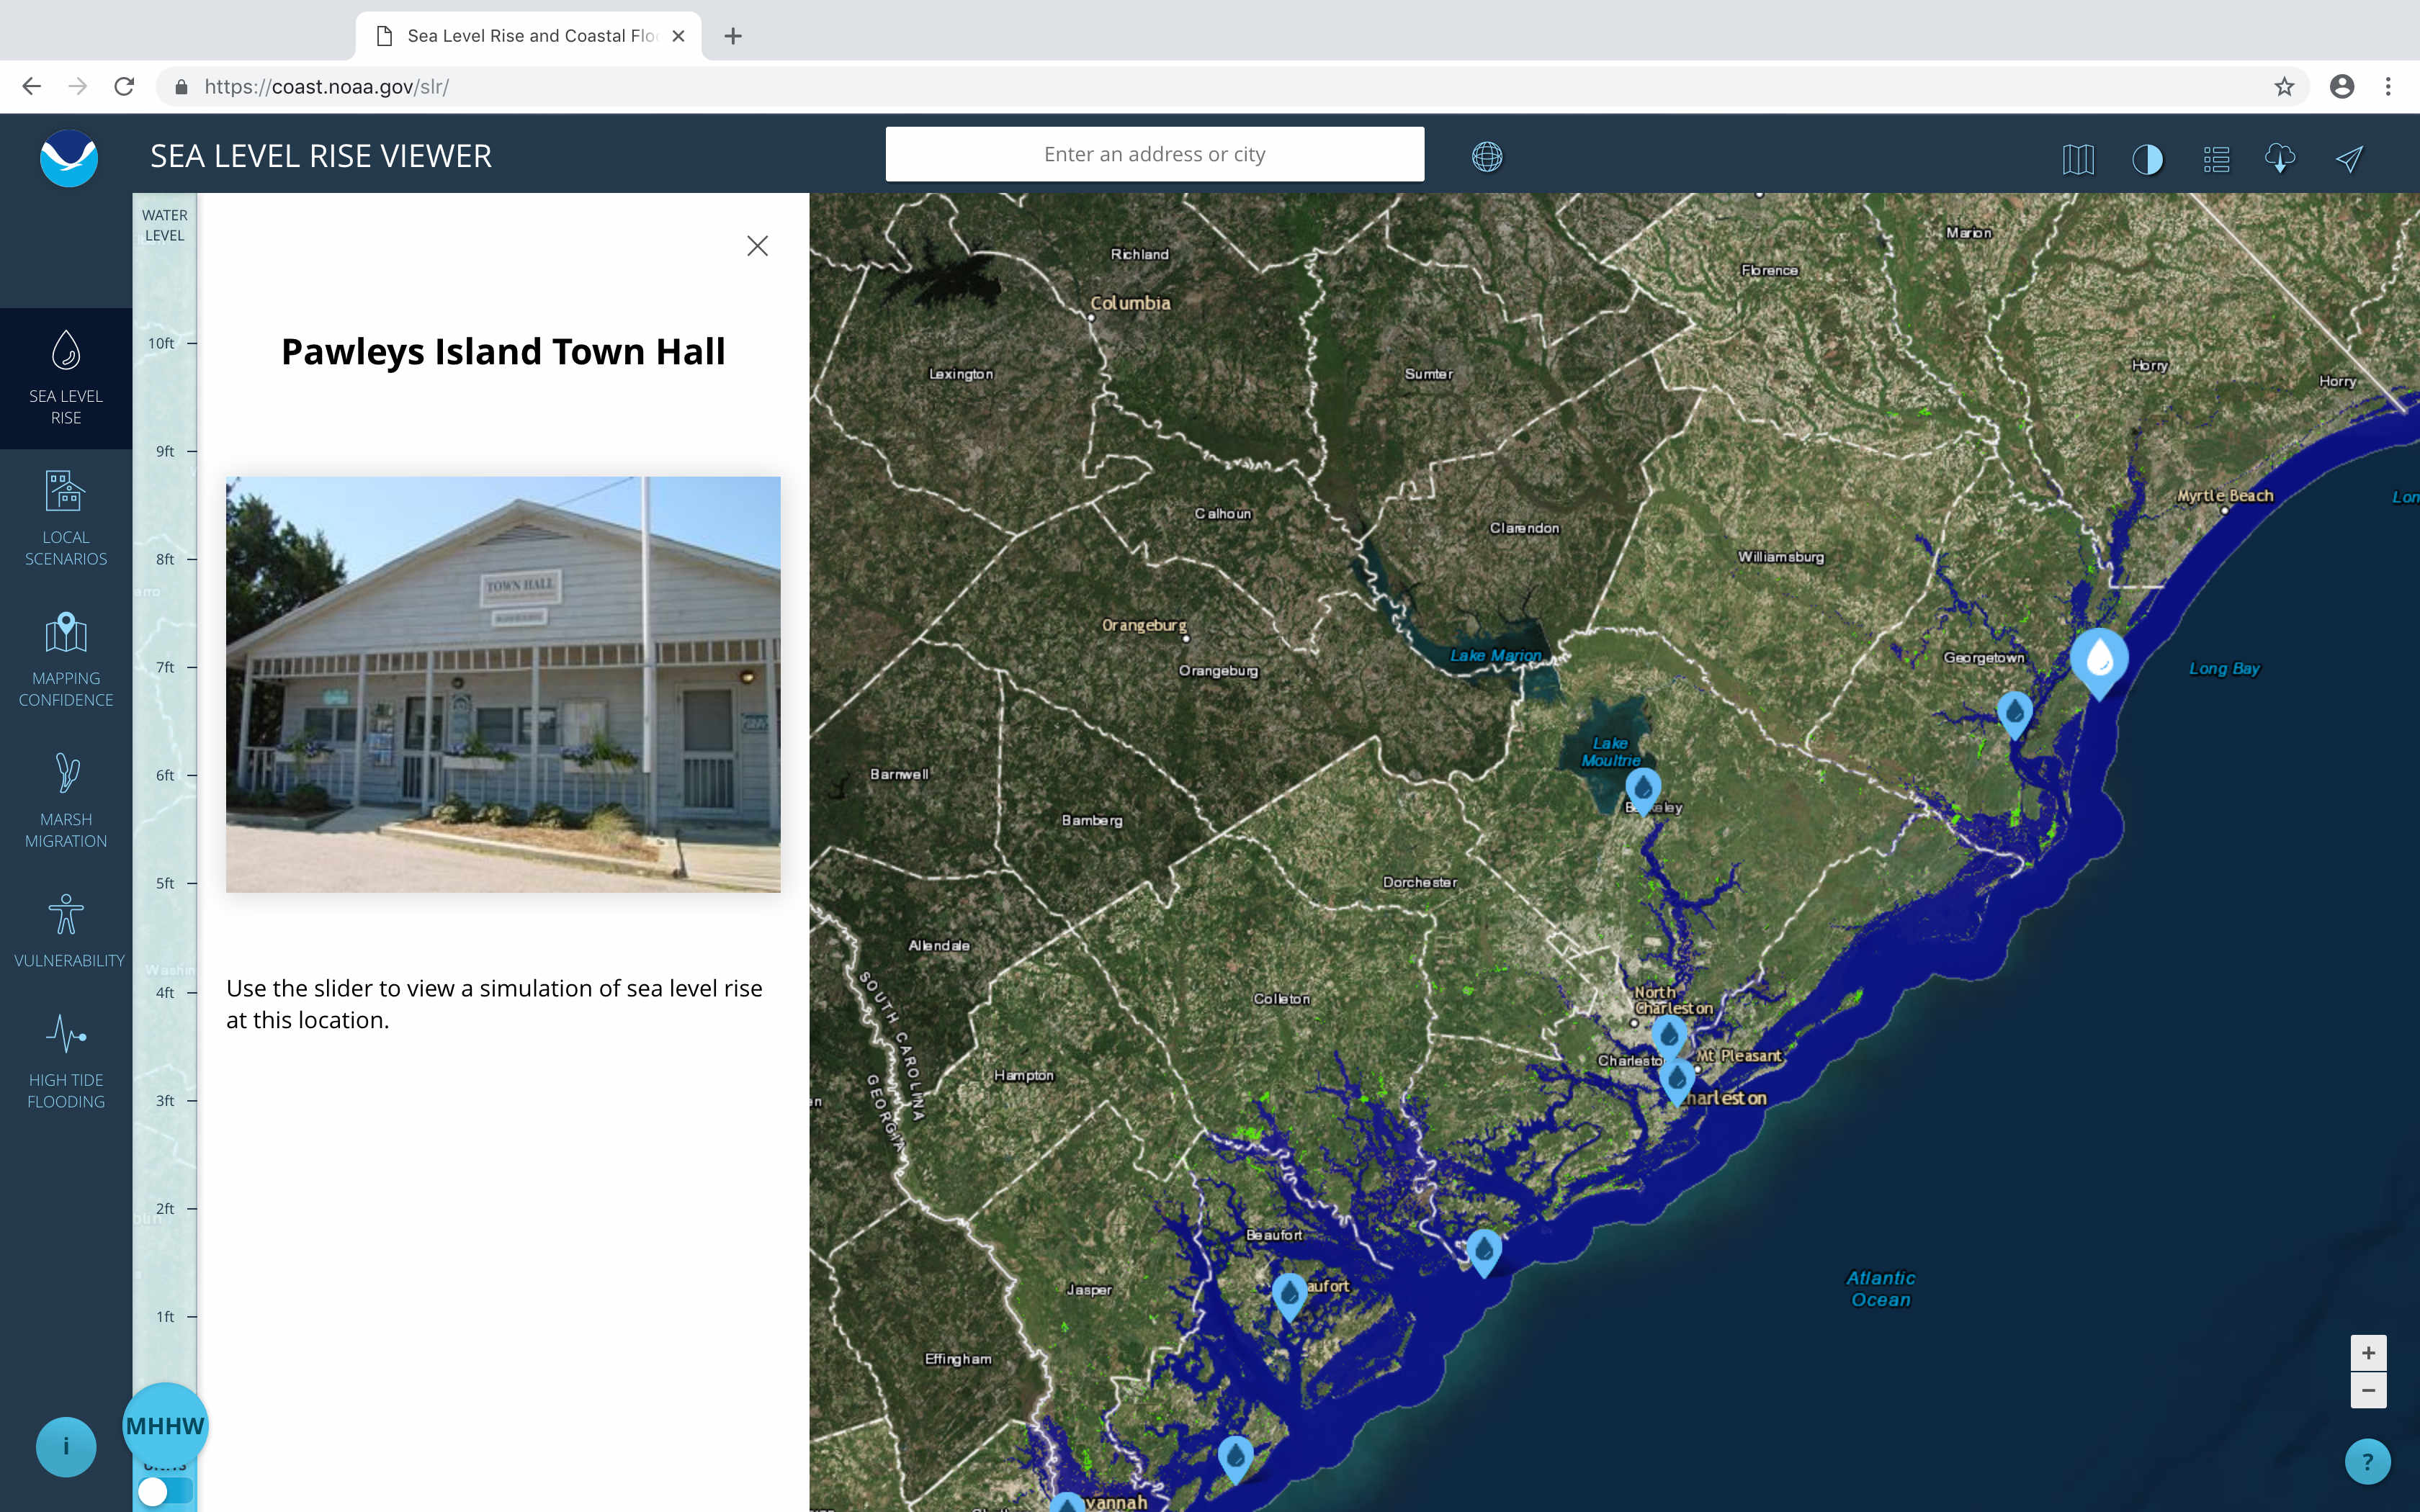 Sea Level Rise and Coastal Flo
https://coast.noaa.gov/slr/
SEA LEVEL RISE VIEWER
Enter an address or city
WATER
LEVEL
10ft
9ft
8ft
7ft
6ft
5ft
4ft
3ft
2ft
1ft
MHHW
SEA LEVEL
RISE
LOCAL
SCENARIOS
MAPPING
CONFIDENCE
MARSH
MIGRATION
VULNERABILITY
HIGH TIDE
FLOODING
i
Pawleys Island Town Hall
TOWN HALL
Use the slider to view a simulation of sea level rise
at this location.
Richland
Columbia
Lexington
Sumter
Florence
Marion
Horry
Horry
Myrtle Beach
Lon
Calhoun
Clarendon
Williamsburg
Orangeburg
Orangeburg
Lake Marion
Georgetown
Long Bay
Lake
Moultrie
Barnwell
Bamberg
Dorchester
Allendale
Colleton
North
Charleston
Mt Pleasant
Charlesto
harleston
SOUTH CAROLINA
GEORGIA
Hampton
Beaufort
aufort
Jasper
Effingham
vannah
Atlantic
Ocean
+
−
?